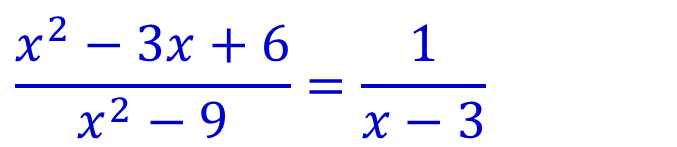 x² − 3x + 6 / x² − 9 = 1 / x − 3